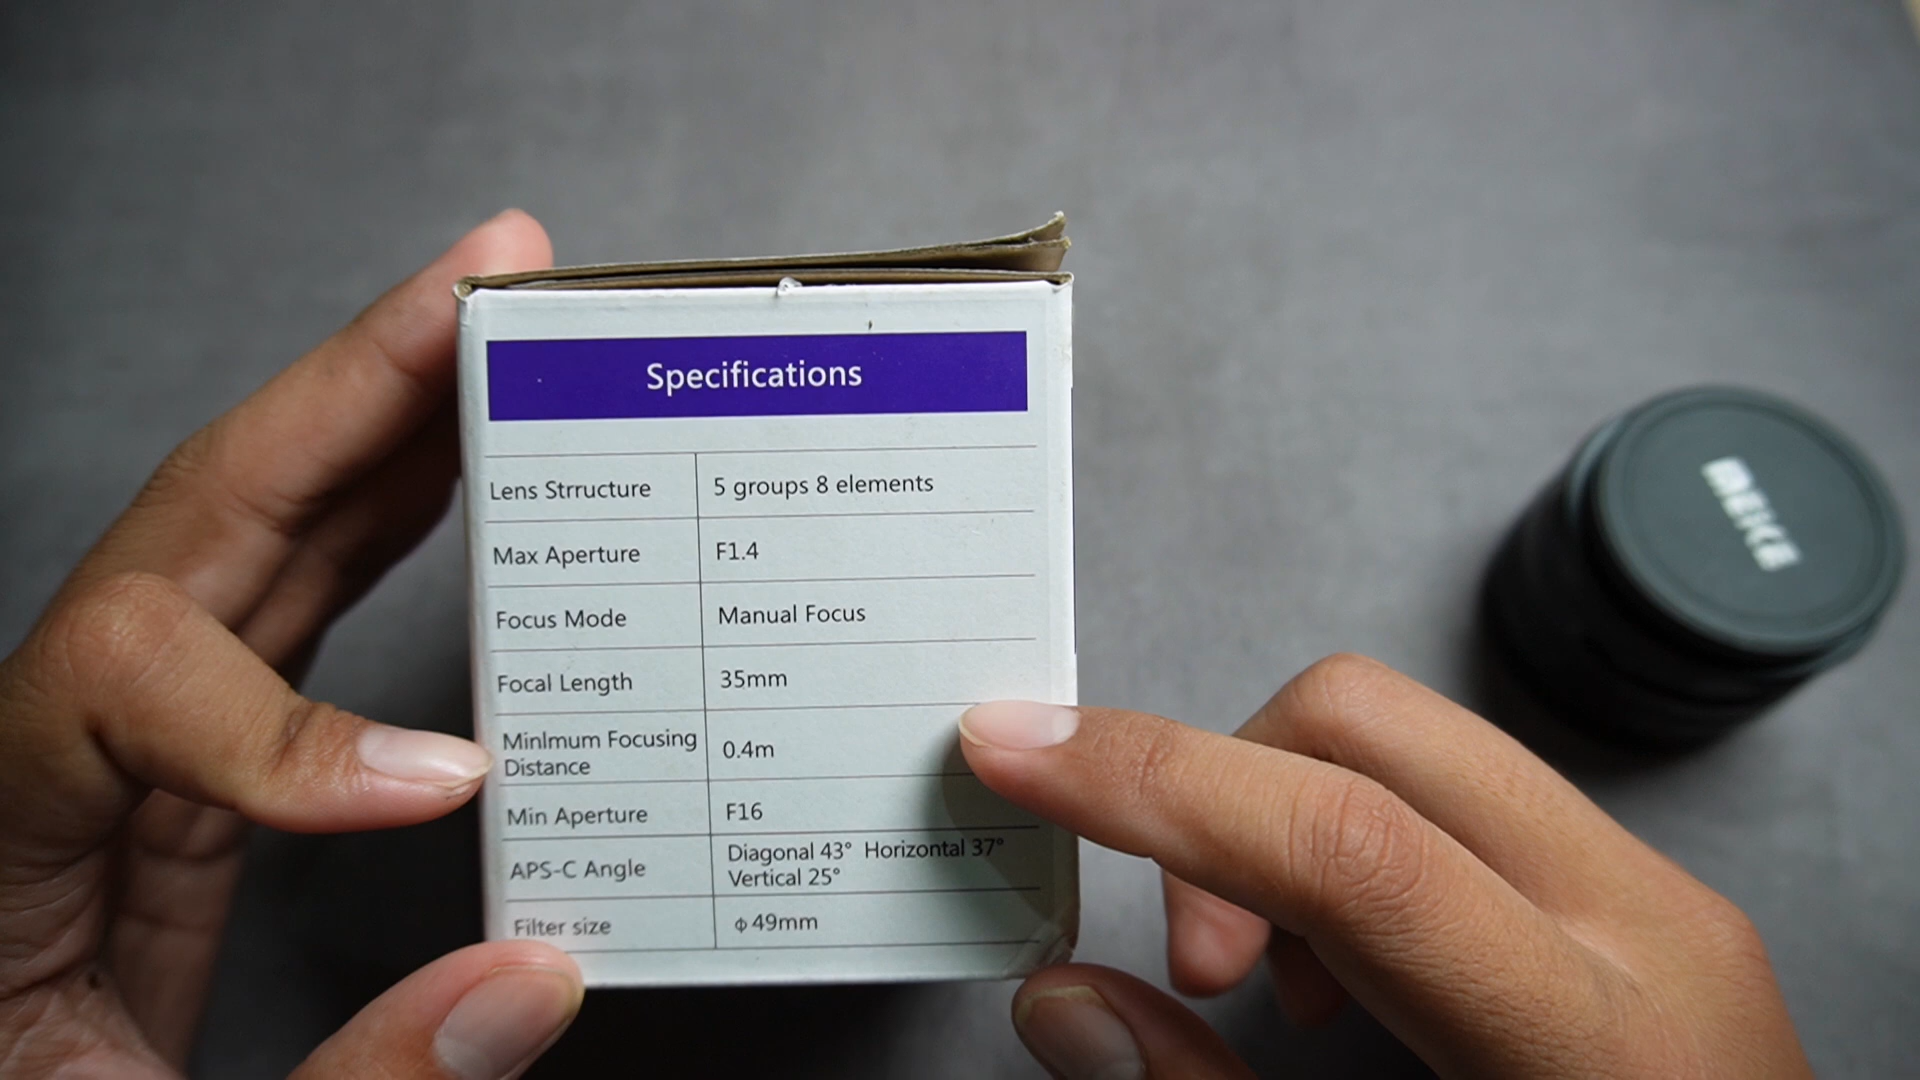 Specifications
Lens Strructure 5 groups 8 elements
Max Aperture F1.4
Focus Mode Manual Focus
Focal Length 35mm
Minlmum Focusing
Distance 0.4m
Min Aperture F16
APS-C Angle Diagonal 43° Horizontal 37°
Vertical 25°
Filter size ϕ49mm
MEIKE